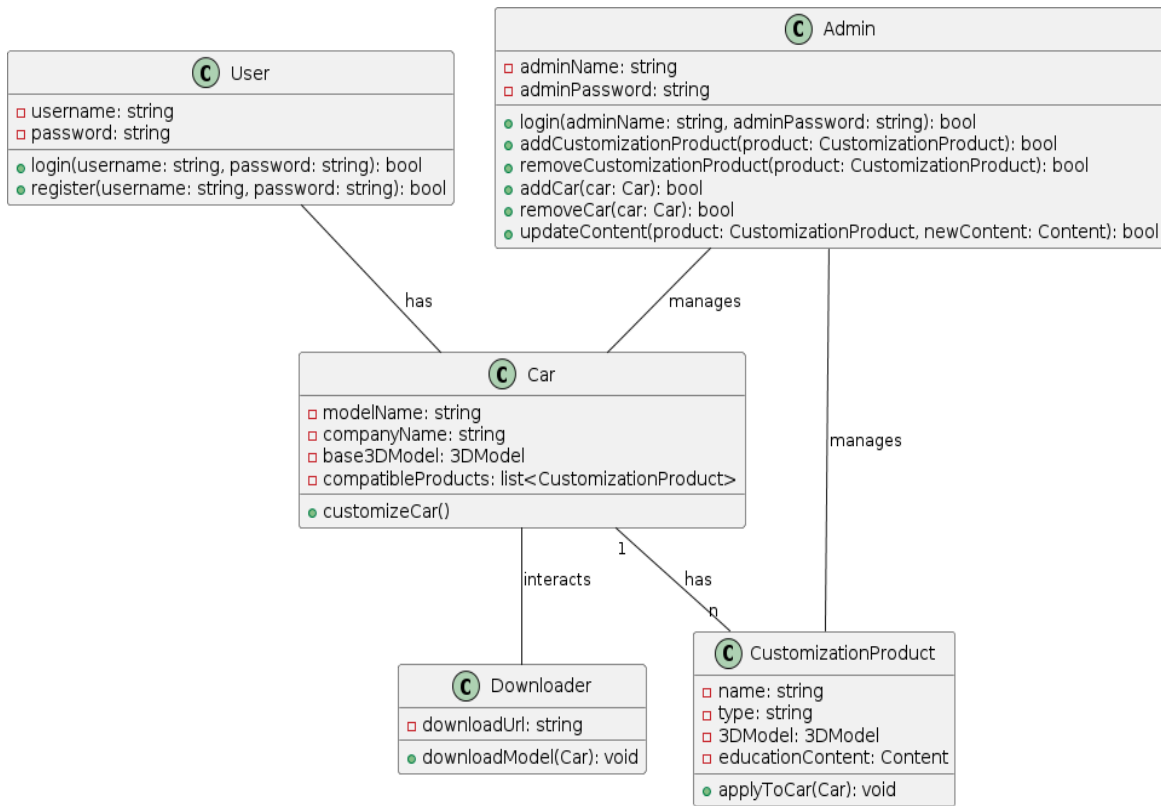 C User
username: string
password: string
login(username: string, password: string): bool
register(username: string, password: string): bool
C Admin
adminName: string
adminPassword: string
login(adminName: string, adminPassword: string): bool
addCustomizationProduct(product: CustomizationProduct): bool
removeCustomizationProduct(product: CustomizationProduct): bool
addCar(car: Car): bool
removeCar(car: Car): bool
updateContent(product: CustomizationProduct, newContent: Content): bool
has
manages
C Car
modelName: string
companyName: string
base3DModel: 3DModel
compatibleProducts: list<CustomizationProduct>
customizeCar()
manages
1
interacts
has
n
C Downloader
downloadUrl: string
downloadModel(Car): void
C CustomizationProduct
name: string
type: string
3DModel: 3DModel
educationContent: Content
applyToCar(Car): void